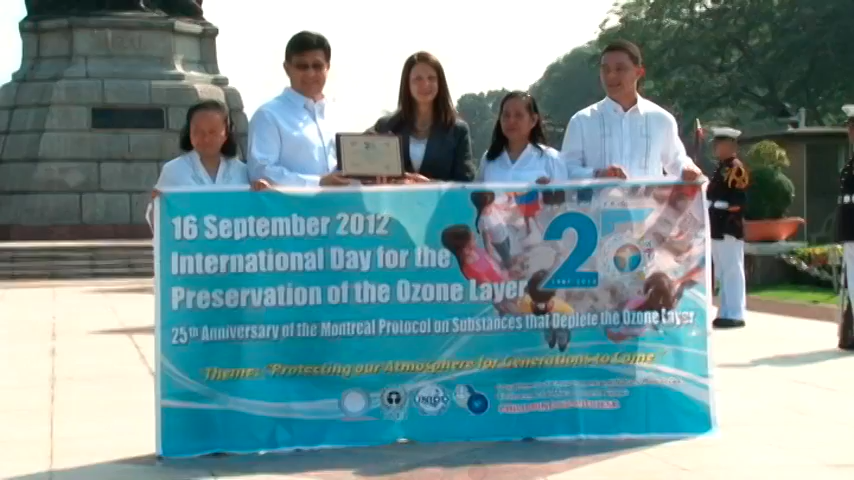 16 September 2012
International Day for the
Preservation of the Ozone Layer
25
25th Anniversary of the Montreal Protocol on Substances that Deplete the Ozone Layer
Theme: "Protecting our Atmosphere for Generations to Come"
UNIDO